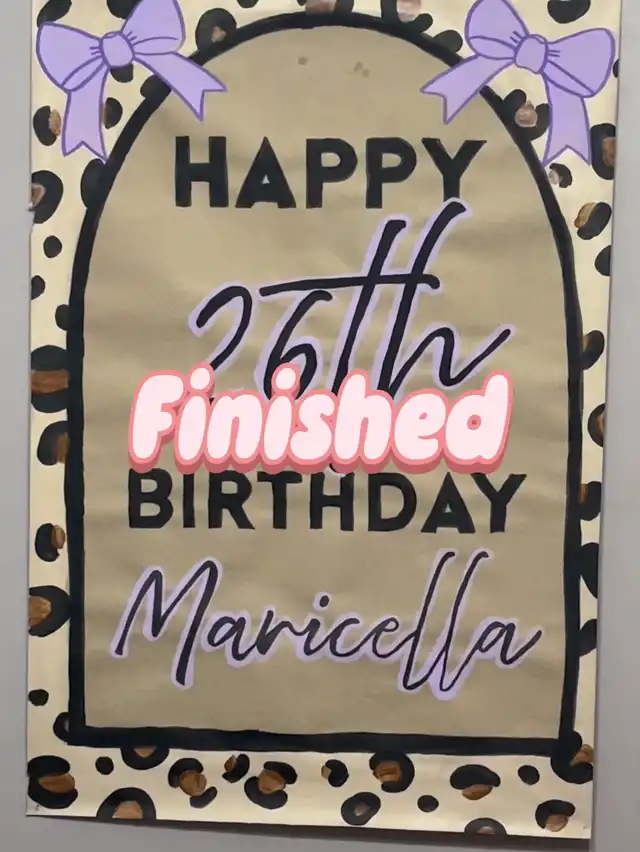 HAPPY
26th
Finished
BIRTHDAY
Maricella